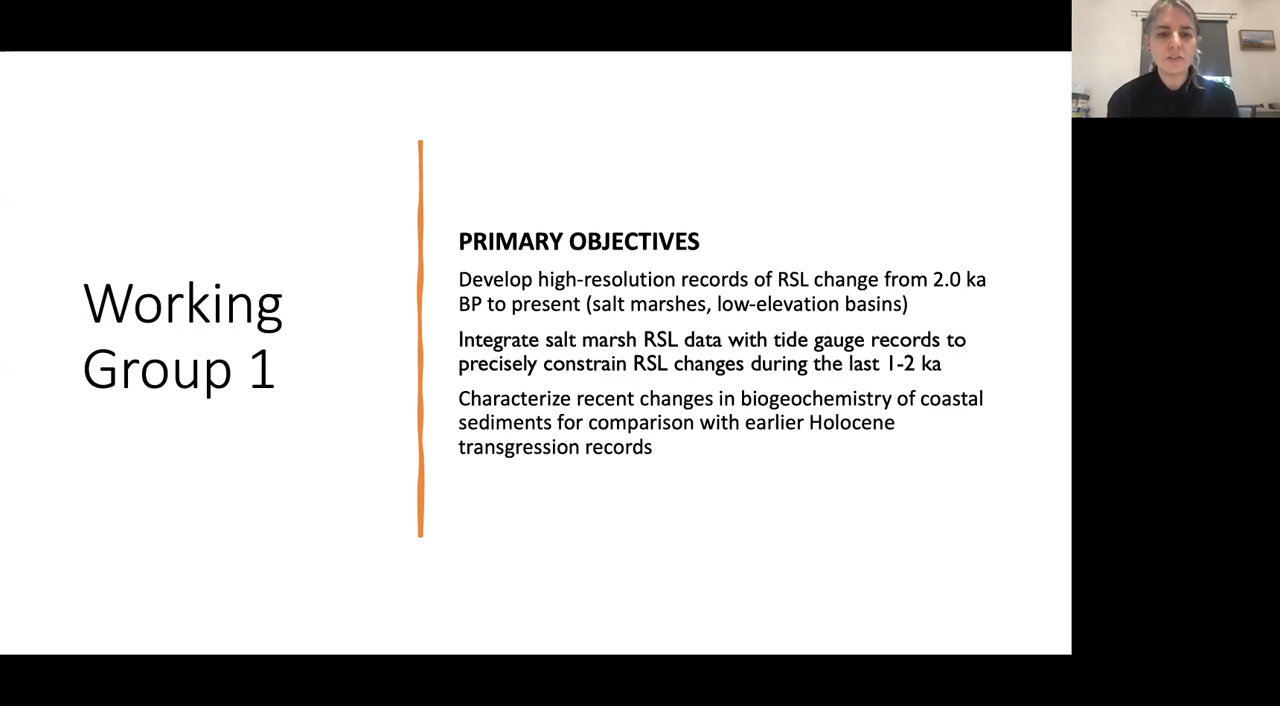 Working
Group 1
PRIMARY OBJECTIVES
Develop high-resolution records of RSL change from 2.0 ka
BP to present (salt marshes, low-elevation basins)
Integrate salt marsh RSL data with tide gauge records to
precisely constrain RSL changes during the last 1-2 ka
Characterize recent changes in biogeochemistry of coastal
sediments for comparison with earlier Holocene
transgression records